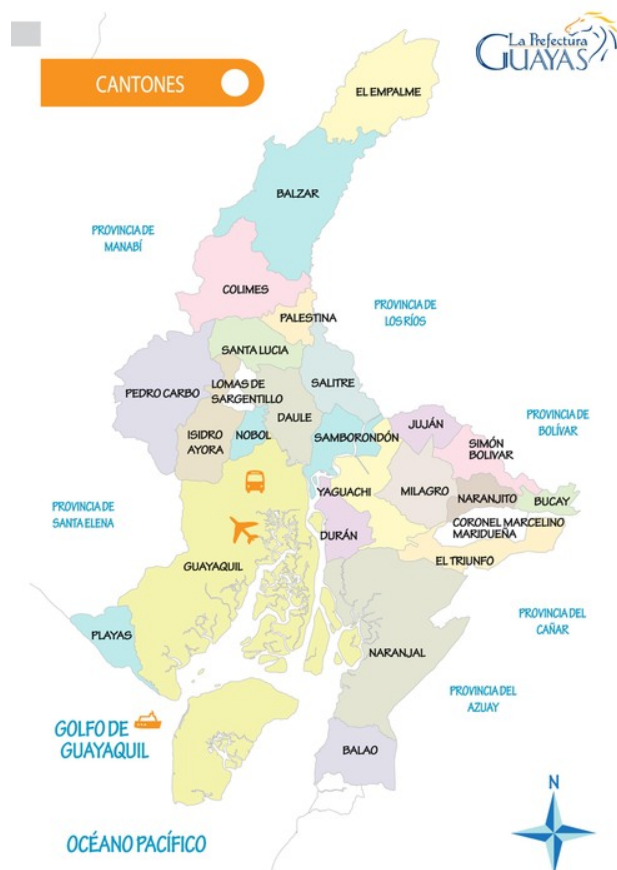 La Prefectura
GUAYAS
CANTONES
EL EMPALME
BALZAR
PROVINCIA DE
MANABÍ
COLIMES
PROVINCIA DE
LOS RÍOS
PALESTINA
SANTA LUCIA
PEDRO CARBO
LOMAS DE
SARGENTILLO
SALITRE
DAULE
ISIDRO
AYORA
NOBOL
SAMBORONDÓN
JUJÁN
SIMÓN
BOLIVAR
PROVINCIA DE
BOLÍVAR
PROVINCIA DE
SANTA ELENA
YAGUACHI
MILAGRO
NARANJITO
BUCAY
CORONEL MARCELINO
MARIDUEÑA
DURÁN
EL TRIUNFO
GUAYAQUIL
PLAYAS
NARANJAL
PROVINCIA DEL
CAÑAR
PROVINCIA DEL
AZUAY
GOLFO DE
GUAYAQUIL
BALAO
N
OCÉANO PACÍFICO